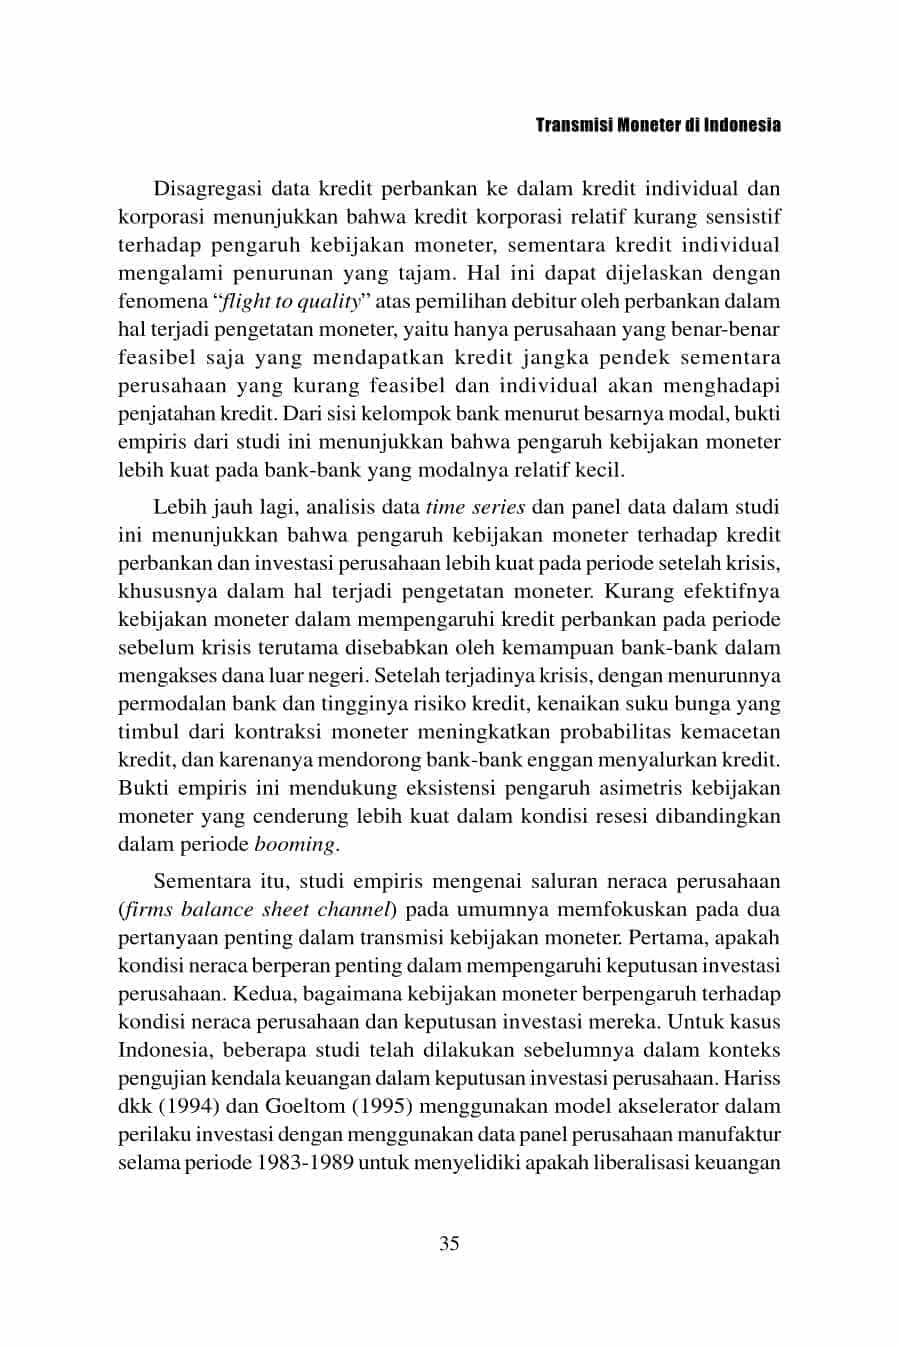 Transmisi Moneter di Indonesia
Disagregasi data kredit perbankan ke dalam kredit individual dan
korporasi menunjukkan bahwa kredit korporasi relatif kurang sensistif
terhadap pengaruh kebijakan moneter, sementara kredit individual
mengalami penurunan yang tajam. Hal ini dapat dijelaskan dengan
fenomena “flight to quality” atas pemilihan debitur oleh perbankan dalam
hal terjadi pengetatan moneter, yaitu hanya perusahaan yang benar-benar
feasibel saja yang mendapatkan kredit jangka pendek sementara
perusahaan yang kurang feasibel dan individual akan menghadapi
penjatahan kredit. Dari sisi kelompok bank menurut besarnya modal, bukti
empiris dari studi ini menunjukkan bahwa pengaruh kebijakan moneter
lebih kuat pada bank-bank yang modalnya relatif kecil.
Lebih jauh lagi, analisis data time series dan panel data dalam studi
ini menunjukkan bahwa pengaruh kebijakan moneter terhadap kredit
perbankan dan investasi perusahaan lebih kuat pada periode setelah krisis,
khususnya dalam hal terjadi pengetatan moneter. Kurang efektifnya
kebijakan moneter dalam mempengaruhi kredit perbankan pada periode
sebelum krisis terutama disebabkan oleh kemampuan bank-bank dalam
mengakses dana luar negeri. Setelah terjadinya krisis, dengan menurunnya
permodalan bank dan tingginya risiko kredit, kenaikan suku bunga yang
timbul dari kontraksi moneter meningkatkan probabilitas kemacetan
kredit, dan karenanya mendorong bank-bank enggan menyalurkan kredit.
Bukti empiris ini mendukung eksistensi pengaruh asimetris kebijakan
moneter yang cenderung lebih kuat dalam kondisi resesi dibandingkan
dalam periode booming.
Sementara itu, studi empiris mengenai saluran neraca perusahaan
(firms balance sheet channel) pada umumnya memfokuskan pada dua
pertanyaan penting dalam transmisi kebijakan moneter. Pertama, apakah
kondisi neraca berperan penting dalam mempengaruhi keputusan investasi
perusahaan. Kedua, bagaimana kebijakan moneter berpengaruh terhadap
kondisi neraca perusahaan dan keputusan investasi mereka. Untuk kasus
Indonesia, beberapa studi telah dilakukan sebelumnya dalam konteks
pengujian kendala keuangan dalam keputusan investasi perusahaan. Hariss
dkk (1994) dan Goeltom (1995) menggunakan model akselerator dalam
perilaku investasi dengan menggunakan data panel perusahaan manufaktur
selama periode 1983-1989 untuk menyelidiki apakah liberalisasi keuangan
35